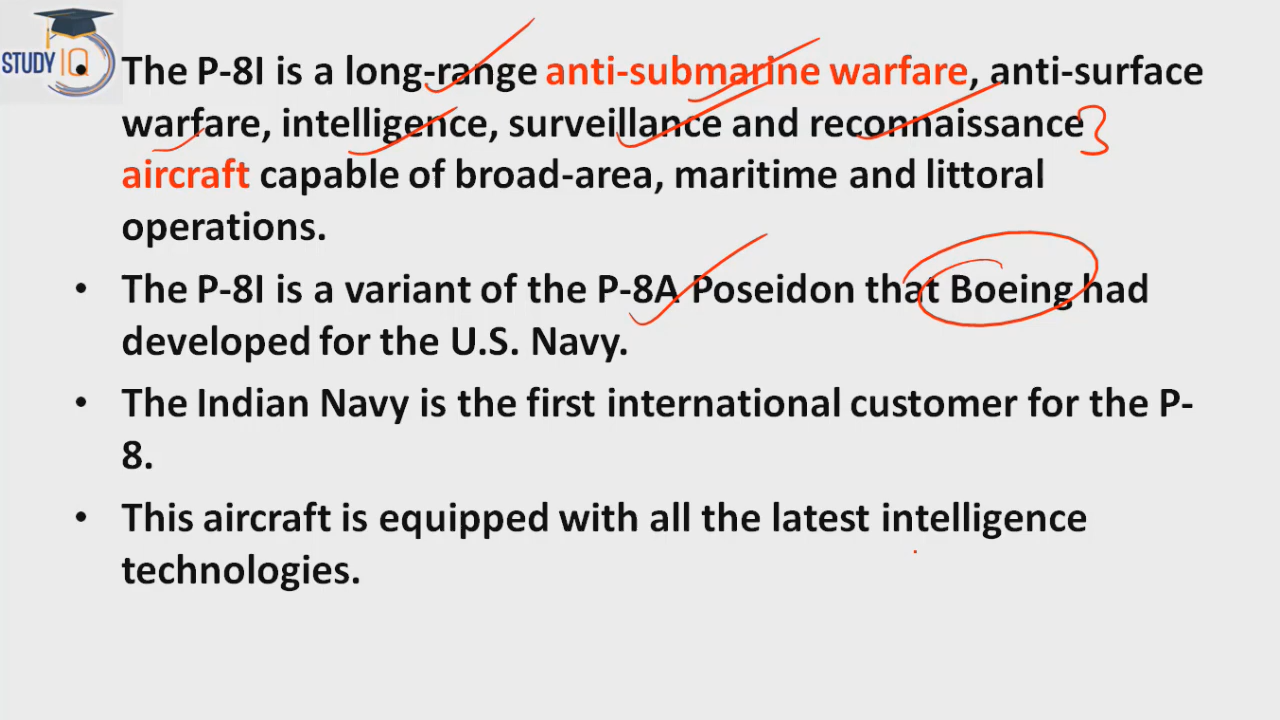 STUDY IQ
The P-8I is a long-range anti-submarine warfare, anti-surface
warfare, intelligence, surveillance and reconnaissance
aircraft capable of broad-area, maritime and littoral
operations.
• The P-8I is a variant of the P-8A Poseidon that Boeing had
developed for the U.S. Navy.
• The Indian Navy is the first international customer for the P-
8.
• This aircraft is equipped with all the latest intelligence
technologies.